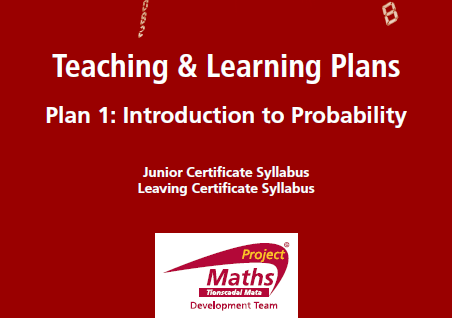 Teaching & Learning Plans
Plan 1: Introduction to Probability
Junior Certificate Syllabus
Leaving Certificate Syllabus
Project
Maths
Tionscadal Mata
Development Team